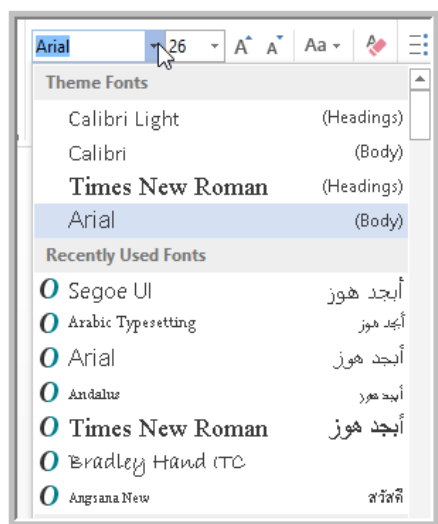 Arial 26 A A Aa
Theme Fonts
Calibri Light (Headings)
Calibri (Body)
Times New Roman (Headings)
Arial (Body)
Recently Used Fonts
O Segoe UI أبجد هوز
O Arabic Typesetting أبجد هوز
O Arial أبجد هوز
O Andalus أبجد هوز
O Times New Roman أبجد هوز
O Bradley Hand ITC
O Angsana New สวัสดี